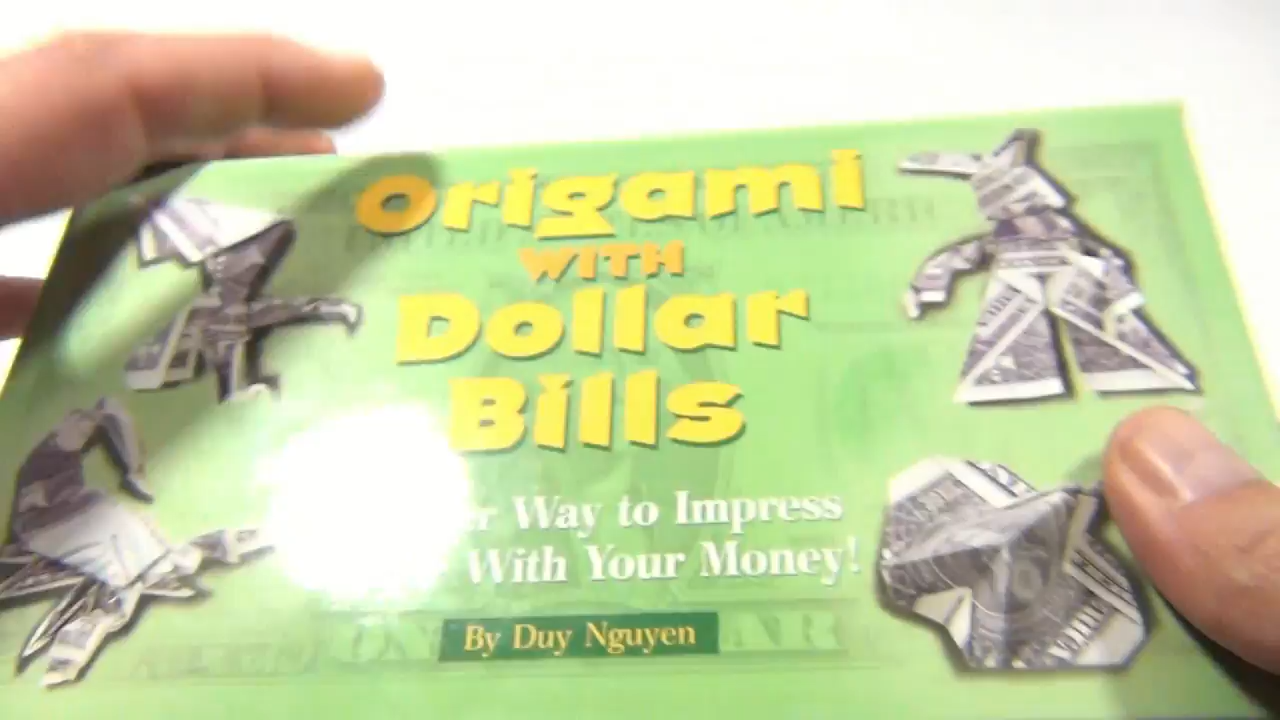 Origami
WITH
Dollar
Bills
Way to Impress
With Your Money!
By Duy Nguyen